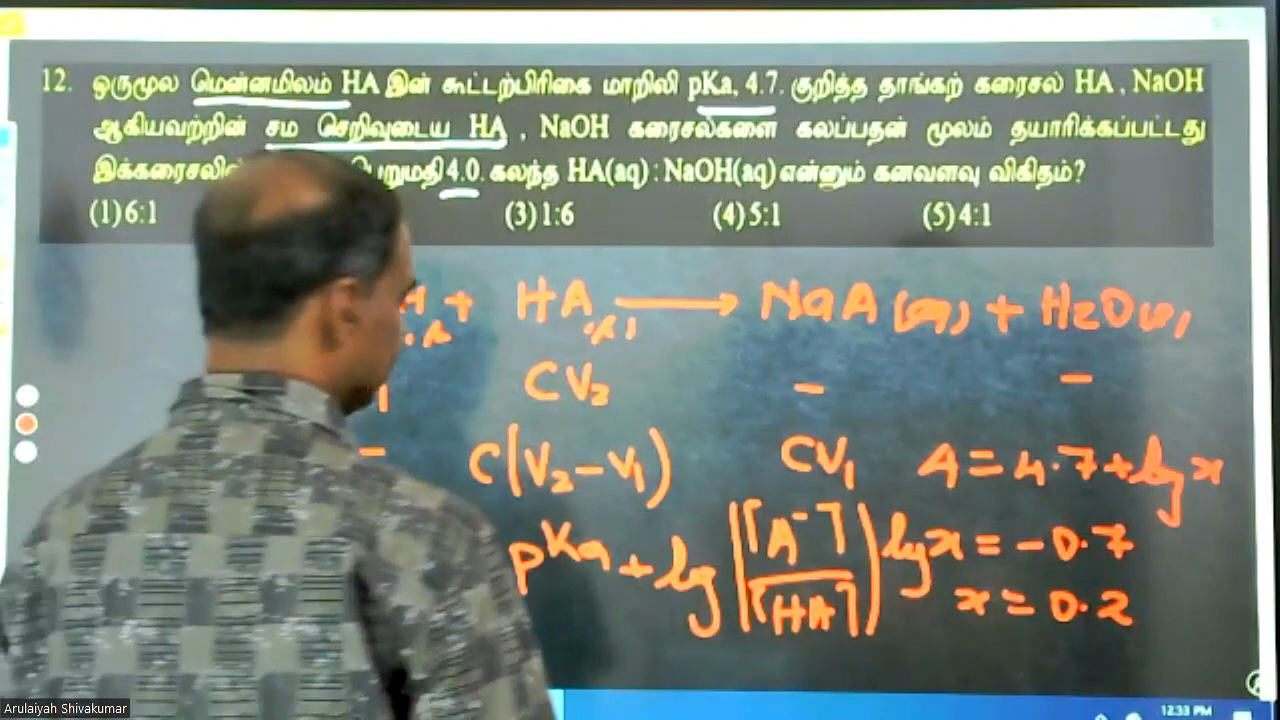 12. ஒருமூல மென்னமிலம் HA இன் கூட்டற்பிரிகை மாறிலி pKa, 4.7. குறித்த தாங்கற் கரைசல் HA , NaOH
ஆகியவற்றின் சம செறிவுடைய HA , NaOH கரைசல்களை கலப்பதன் மூலம் தயாரிக்கப்பட்டது
4.0. கலந்த HA(aq) : NaOH(aq) என்னும் கனவளவு விகிதம்?
(1) 6:1 (3) 1:6 (4) 5:1 (5) 4:1
+ HA ⟶ NaA (aq) + H2O(l)
CV2 - -
- C(V2-V1) CV1 4 = 4.7 + log x
pKa + log ([A-]/[HA]) log x = -0.7
x = 0.2
Arulaiyah Shivakumar
12:33 PM